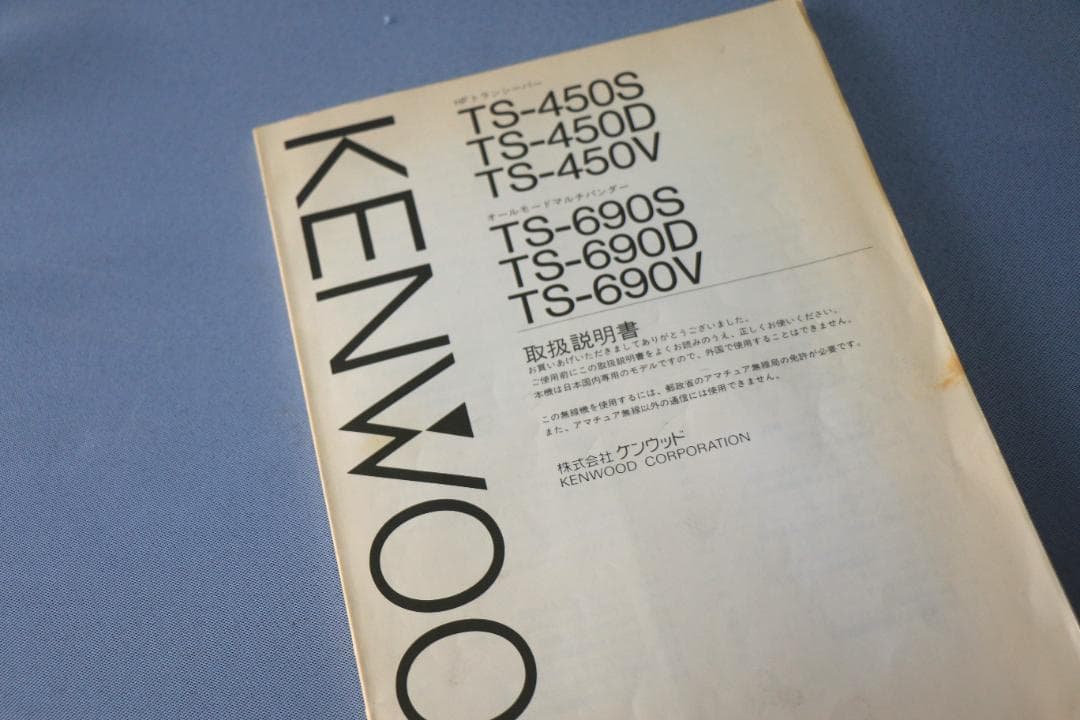 KENWOO
HFトランシーバー
TS-450S
TS-450D
TS-450V
オールモードマルチバンダー
TS-690S
TS-690D
TS-690V
取扱説明書
お買いあげいただきましてありがとうございました。
ご使用前にこの取扱説明書をよくお読みのうえ、正しくお使いください。
本機は日本国内専用のモデルですので、外国で使用することはできません。
この無線機を使用するには、郵政省のアマチュア無線局の免許が必要です。
また、アマチュア無線以外の通信には使用できません。
株式会社 ケンウッド
KENWOOD CORPORATION